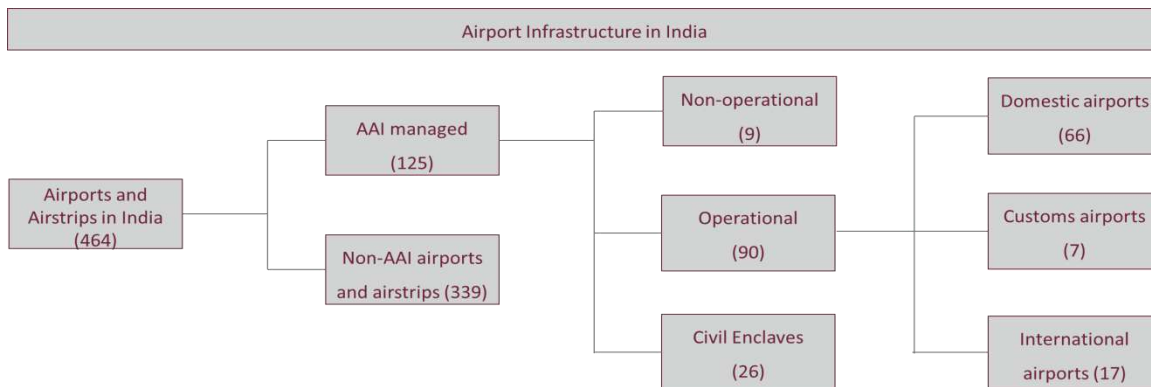 Airport Infrastructure in India
Airports and
Airstrips in India
(464)
AAI managed
(125)
Non-AAI airports
and airstrips (339)
Non-operational
(9)
Operational
(90)
Civil Enclaves
(26)
Domestic airports
(66)
Customs airports
(7)
International
airports (17)